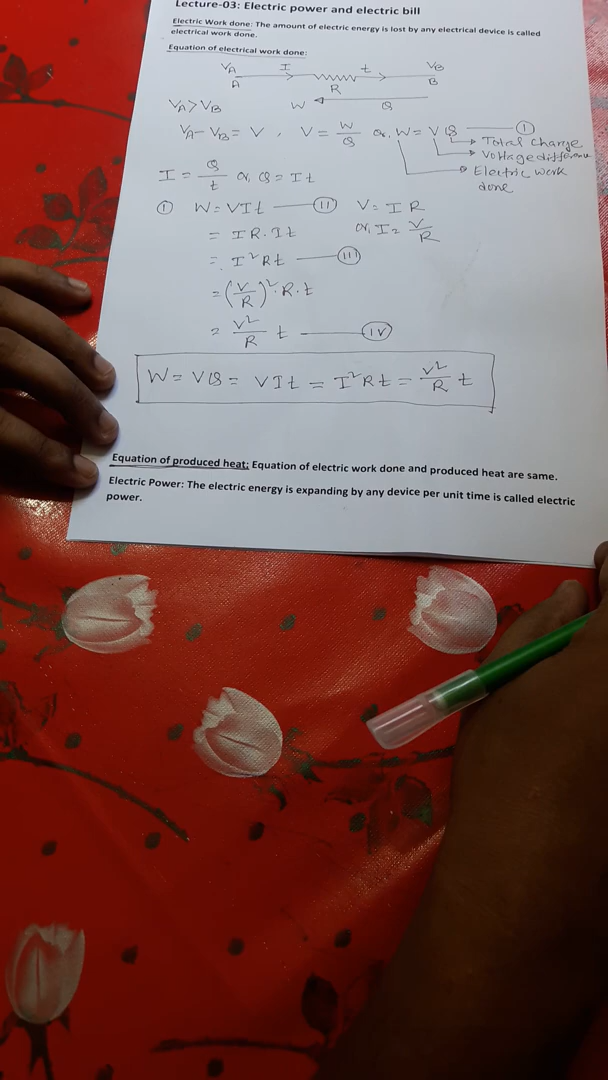 Lecture-03: Electric power and electric bill
Electric Work done: The amount of electric energy is lost by any electrical device is called
electrical work done.
Equation of electrical work done:
VA I t VB
A R B
VA > VB W Q
VA - VB = V , V = W/Q or, W = VQ — (I)
Total Charge
Voltage difference
Electric work
done
I = Q/t or, Q = It
(I) W = VIt — (II) V = IR
= IR.It or, I = V/R
= I²Rt — (III)
= (V/R)².R.t
= V²/R t — (IV)
W = VQ = VIt = I²Rt = V²/R t
Equation of produced heat: Equation of electric work done and produced heat are same.
Electric Power: The electric energy is expanding by any device per unit time is called electric
power.